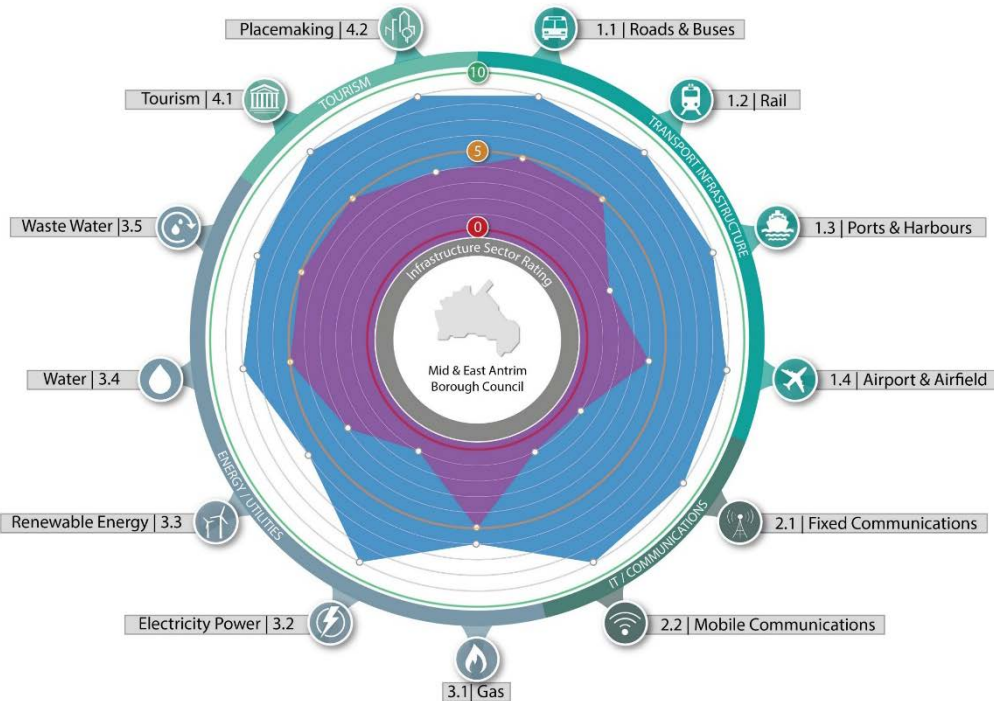 Placemaking | 4.2
1.1 | Roads & Buses
Tourism | 4.1
1.2 | Rail
Waste Water |3.5
1.3 | Ports & Harbours
Water | 3.4
1.4 | Airport & Airfield
Renewable Energy | 3.3
2.1 | Fixed Communications
Electricity Power | 3.2
2.2 | Mobile Communications
3.1| Gas
TOURISM
TRANSPORT INFRASTRUCTURE
IT / COMMUNICATIONS
ENERGY / UTILITIES
10
5
0
Infrastructure Sector Rating
Mid & East Antrim
Borough Council